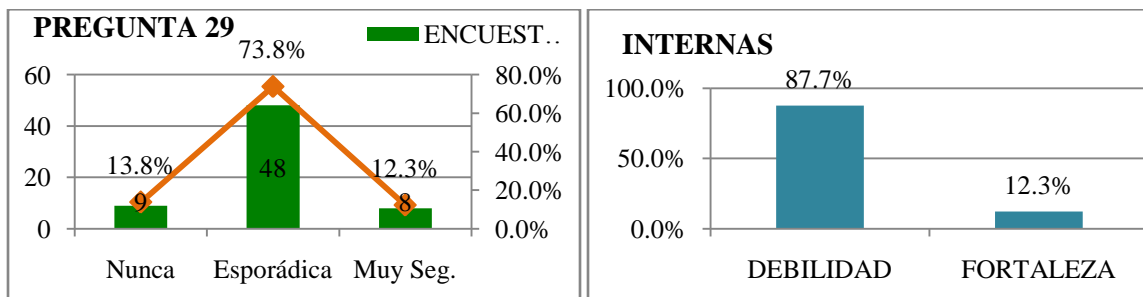 PREGUNTA 29
ENCUEST..
73.8%
60
80.0%
60.0%
40
13.8%
48
12.3%
40.0%
20
9
8
20.0%
0
0.0%
Nunca
Esporádica
Muy Seg.
INTERNAS
87.7%
100.0%
50.0%
12.3%
0.0%
DEBILIDAD
FORTALEZA